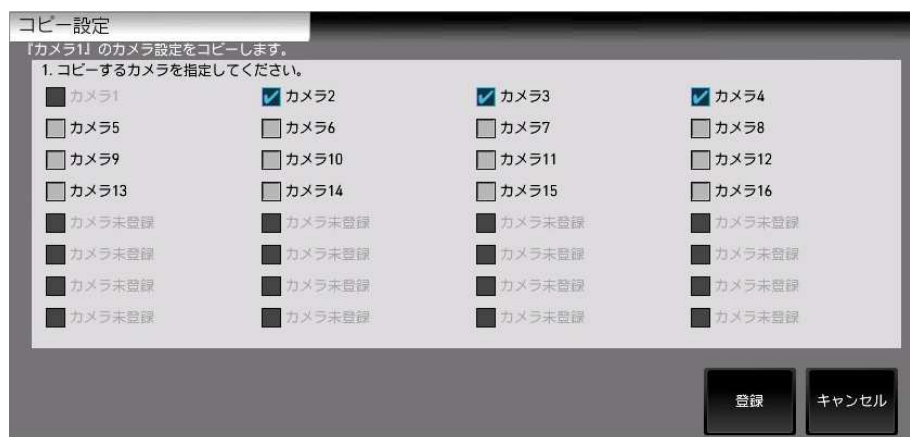 コピー設定
『カメラ1』のカメラ設定をコピーします。
1. コピーするカメラを指定してください。
カメラ1 カメラ2 カメラ3 カメラ4
カメラ5 カメラ6 カメラ7 カメラ8
カメラ9 カメラ10 カメラ11 カメラ12
カメラ13 カメラ14 カメラ15 カメラ16
カメラ未登録 カメラ未登録 カメラ未登録 カメラ未登録
カメラ未登録 カメラ未登録 カメラ未登録 カメラ未登録
カメラ未登録 カメラ未登録 カメラ未登録 カメラ未登録
カメラ未登録 カメラ未登録 カメラ未登録 カメラ未登録
登録 キャンセル